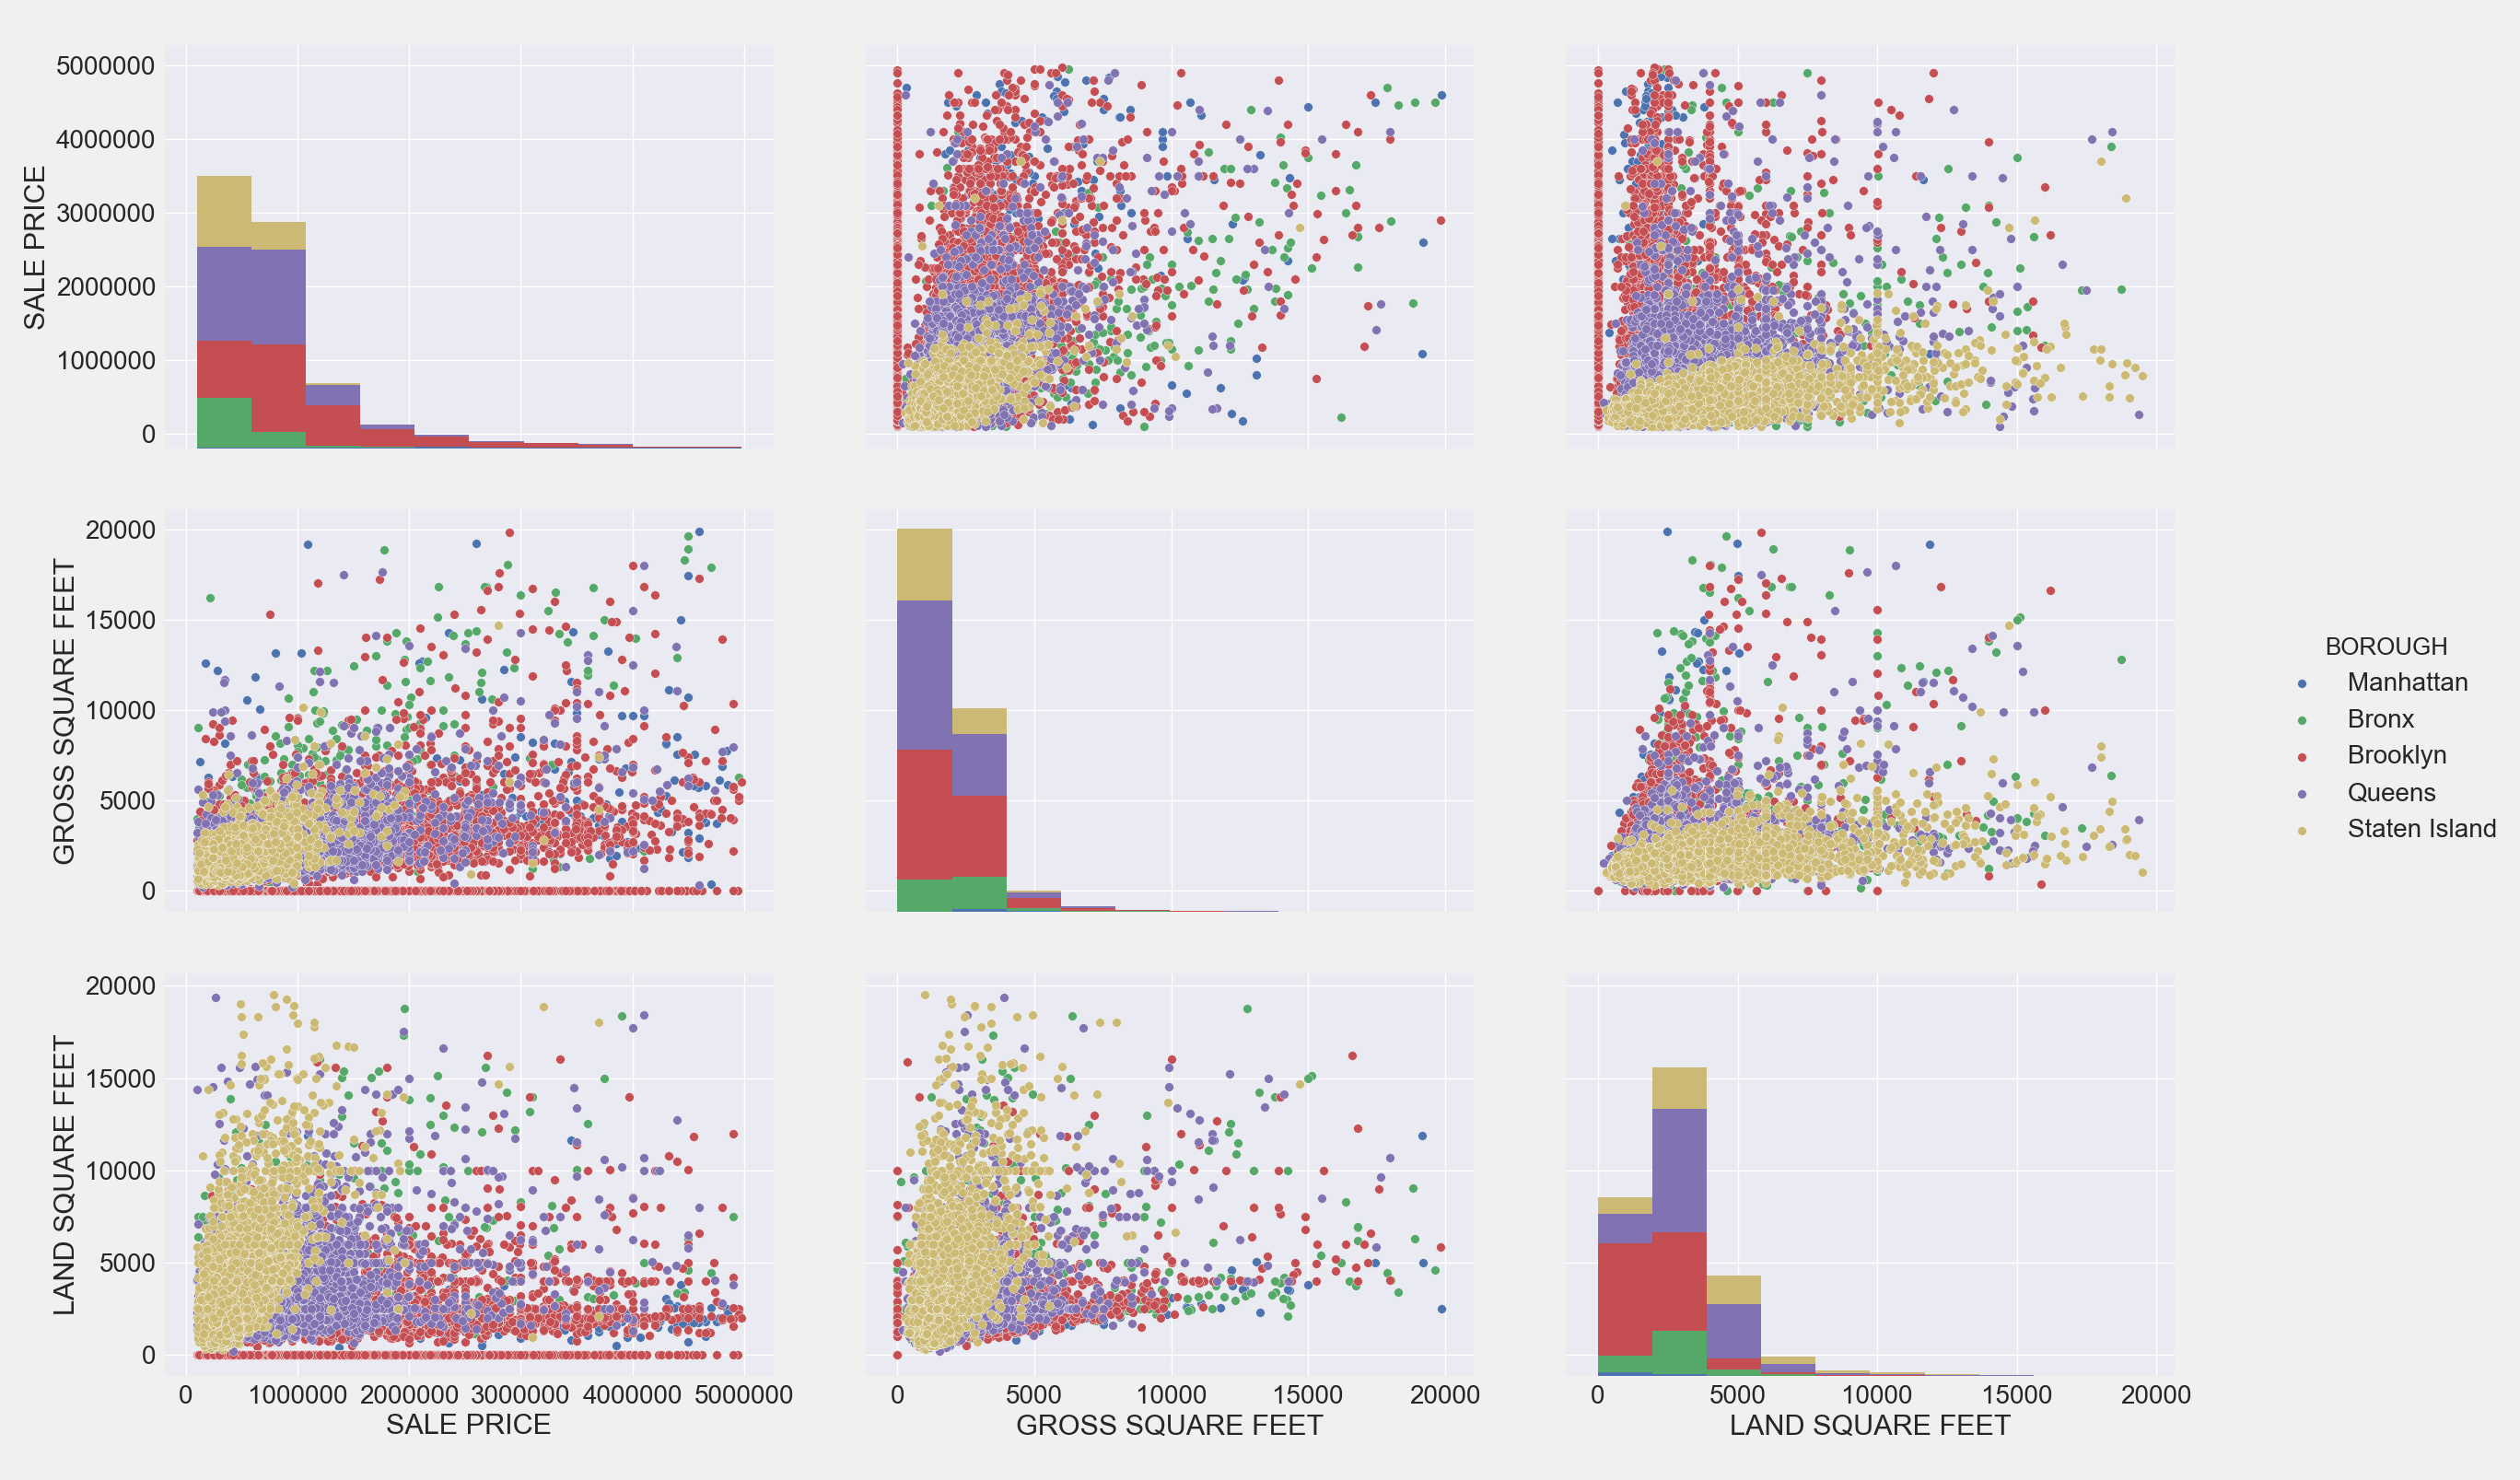 5000000
4000000
3000000
2000000
1000000
0
SALE PRICE
20000
15000
10000
5000
0
GROSS SQUARE FEET
20000
15000
10000
5000
0
LAND SQUARE FEET
0 1000000 2000000 3000000 4000000 5000000
SALE PRICE
0 5000 10000 15000 20000
GROSS SQUARE FEET
0 5000 10000 15000 20000
LAND SQUARE FEET
BOROUGH
Manhattan
Bronx
Brooklyn
Queens
Staten Island